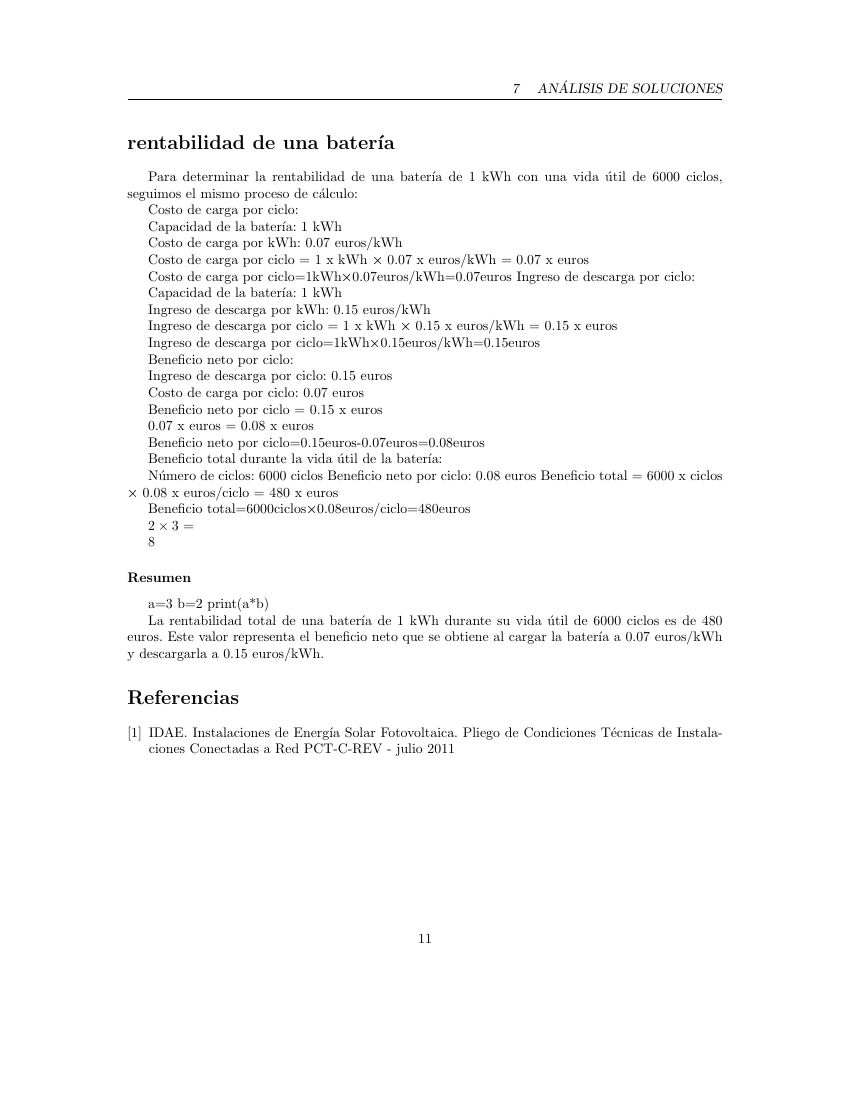 7 ANÁLISIS DE SOLUCIONES
rentabilidad de una batería
Para determinar la rentabilidad de una batería de 1 kWh con una vida útil de 6000 ciclos,
seguimos el mismo proceso de cálculo:
Costo de carga por ciclo:
Capacidad de la batería: 1 kWh
Costo de carga por kWh: 0.07 euros/kWh
Costo de carga por ciclo = 1 x kWh × 0.07 x euros/kWh = 0.07 x euros
Costo de carga por ciclo=1kWh×0.07euros/kWh=0.07euros Ingreso de descarga por ciclo:
Capacidad de la batería: 1 kWh
Ingreso de descarga por kWh: 0.15 euros/kWh
Ingreso de descarga por ciclo = 1 x kWh × 0.15 x euros/kWh = 0.15 x euros
Ingreso de descarga por ciclo=1kWh×0.15euros/kWh=0.15euros
Beneficio neto por ciclo:
Ingreso de descarga por ciclo: 0.15 euros
Costo de carga por ciclo: 0.07 euros
Beneficio neto por ciclo = 0.15 x euros
0.07 x euros = 0.08 x euros
Beneficio neto por ciclo=0.15euros-0.07euros=0.08euros
Beneficio total durante la vida útil de la batería:
Número de ciclos: 6000 ciclos Beneficio neto por ciclo: 0.08 euros Beneficio total = 6000 x ciclos
× 0.08 x euros/ciclo = 480 x euros
Beneficio total=6000ciclos×0.08euros/ciclo=480euros
2 × 3 =
8
Resumen
a=3 b=2 print(a*b)
La rentabilidad total de una batería de 1 kWh durante su vida útil de 6000 ciclos es de 480
euros. Este valor representa el beneficio neto que se obtiene al cargar la batería a 0.07 euros/kWh
y descargarla a 0.15 euros/kWh.
Referencias
[1] IDAE. Instalaciones de Energía Solar Fotovoltaica. Pliego de Condiciones Técnicas de Instala-
ciones Conectadas a Red PCT-C-REV - julio 2011
11